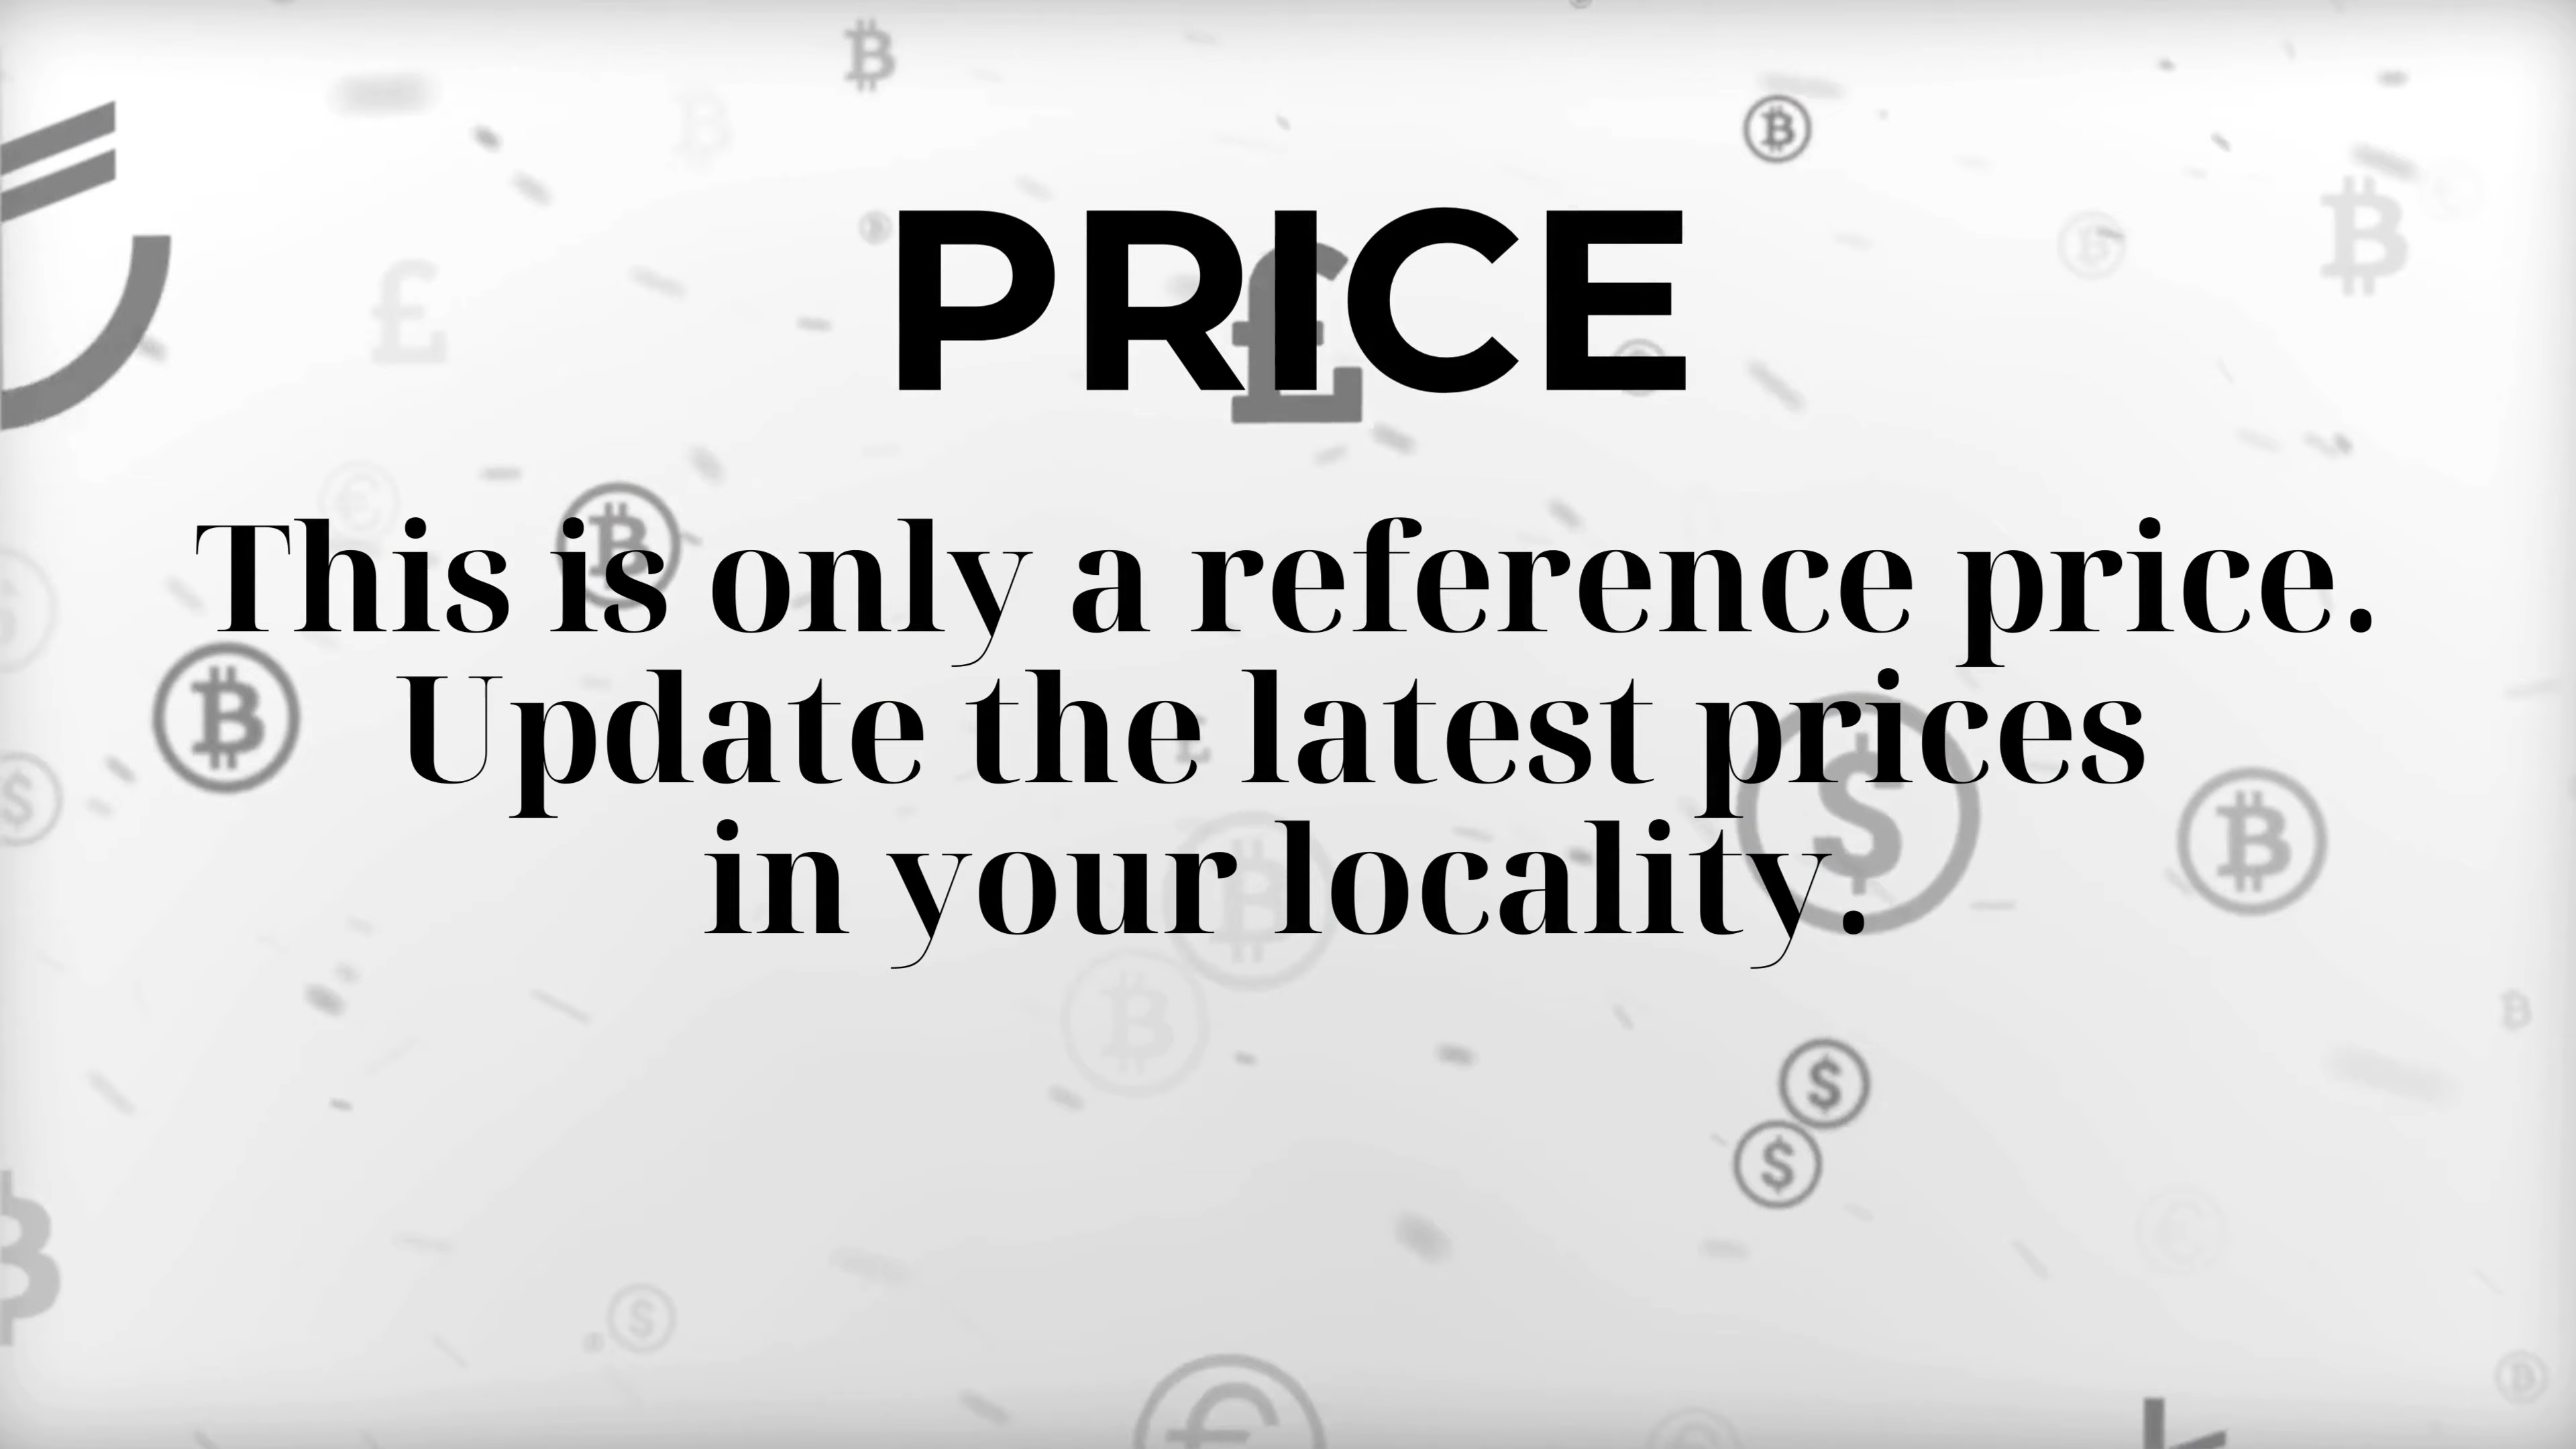 PRICE
This is only a reference price.
Update the latest prices
in your locality.